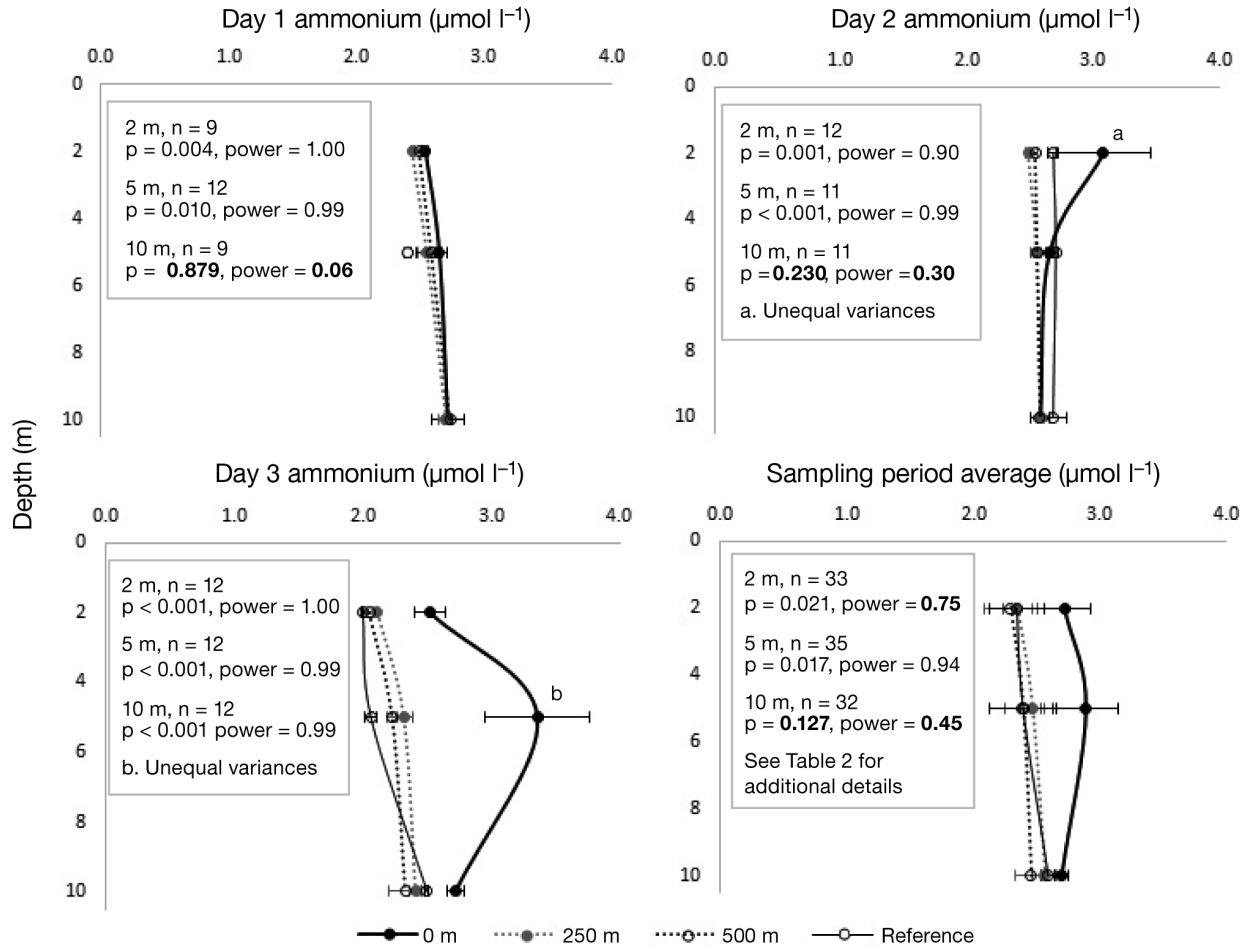 Day 1 ammonium (µmol l–1)
0.0 1.0 2.0 3.0 4.0
0
2
4
6
8
10
2 m, n = 9
p = 0.004, power = 1.00
5 m, n = 12
p = 0.010, power = 0.99
10 m, n = 9
p = 0.879, power = 0.06
Day 2 ammonium (µmol l–1)
0.0 1.0 2.0 3.0 4.0
0
2
4
6
8
10
2 m, n = 12
p = 0.001, power = 0.90
5 m, n = 11
p < 0.001, power = 0.99
10 m, n = 11
p = 0.230, power = 0.30
a. Unequal variances
a
Depth (m)
Day 3 ammonium (µmol l–1)
0.0 1.0 2.0 3.0 4.0
0
2
4
6
8
10
2 m, n = 12
p < 0.001, power = 1.00
5 m, n = 12
p < 0.001, power = 0.99
10 m, n = 12
p < 0.001 power = 0.99
b. Unequal variances
b
Sampling period average (µmol l–1)
0.0 1.0 2.0 3.0 4.0
0
2
4
6
8
10
2 m, n = 33
p = 0.021, power = 0.75
5 m, n = 35
p = 0.017, power = 0.94
10 m, n = 32
p = 0.127, power = 0.45
See Table 2 for
additional details
0 m 250 m 500 m Reference